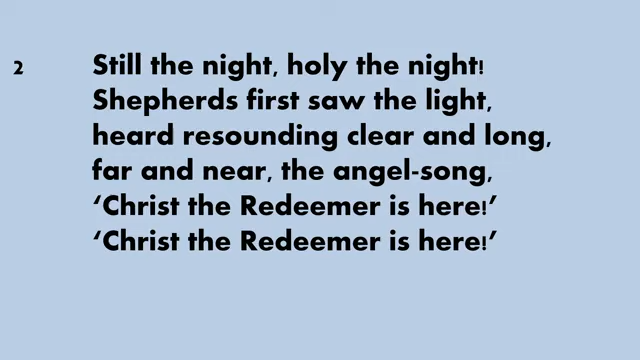 2 Still the night, holy the night!
Shepherds first saw the light,
heard resounding clear and long,
far and near, the angel-song,
‘Christ the Redeemer is here!’
‘Christ the Redeemer is here!’